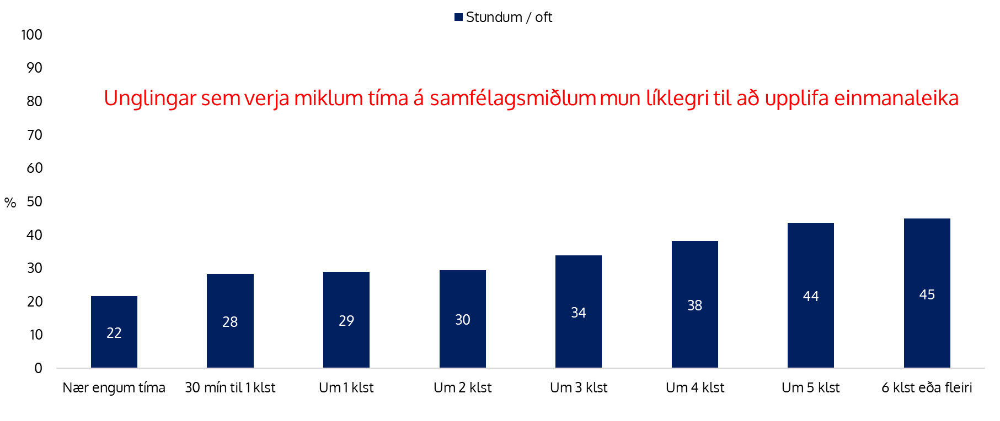 Stundum / oft
100
90
Unglingar sem verja miklum tíma á samfélagsmiðlum mun líklegri til að upplifa einmanaleika
80
70
60
% 50
40
30
20
10
0
22 28 29 30 34 38 44 45
Nær engum tíma 30 mín til 1 klst Um 1 klst Um 2 klst Um 3 klst Um 4 klst Um 5 klst 6 klst eða fleiri